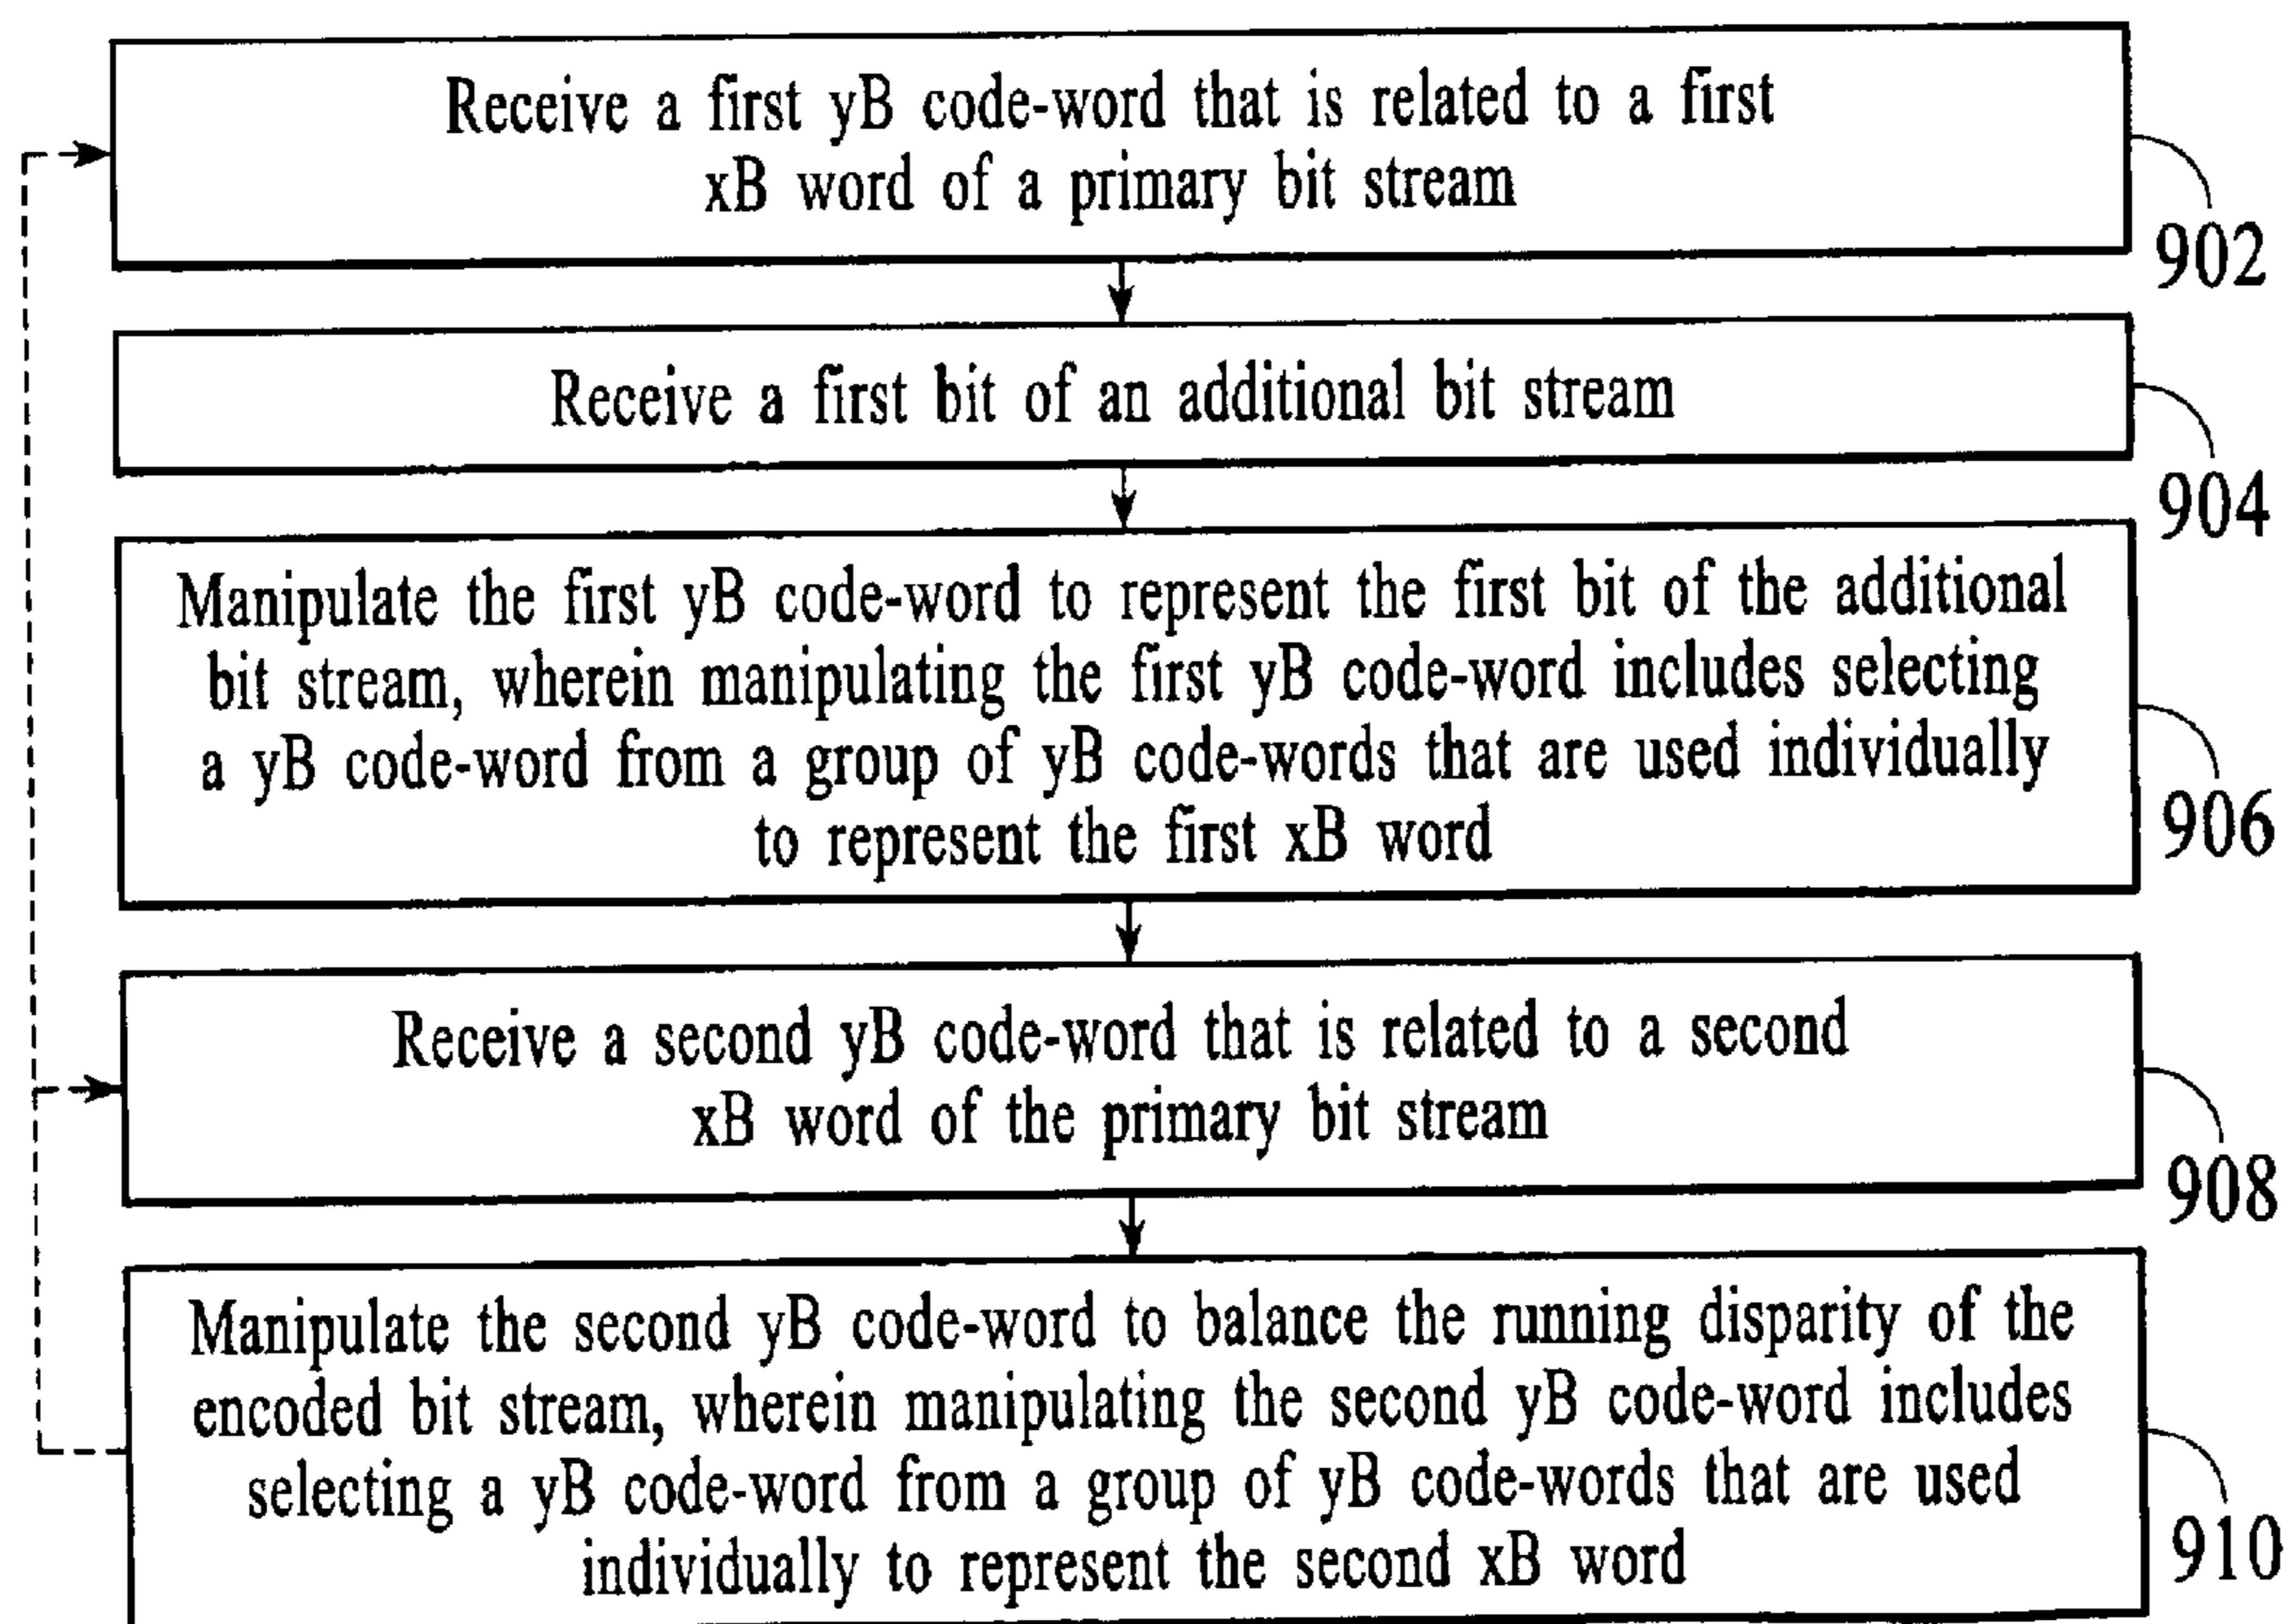 Receive a first yB code-word that is related to a first
xB word of a primary bit stream
902
Receive a first bit of an additional bit stream
904
Manipulate the first yB code-word to represent the first bit of the additional
bit stream, wherein manipulating the first yB code-word includes selecting
a yB code-word from a group of yB code-words that are used individually
to represent the first xB word
906
Receive a second yB code-word that is related to a second
xB word of the primary bit stream
908
Manipulate the second yB code-word to balance the running disparity of the
encoded bit stream, wherein manipulating the second yB code-word includes
selecting a yB code-word from a group of yB code-words that are used
individually to represent the second xB word
910